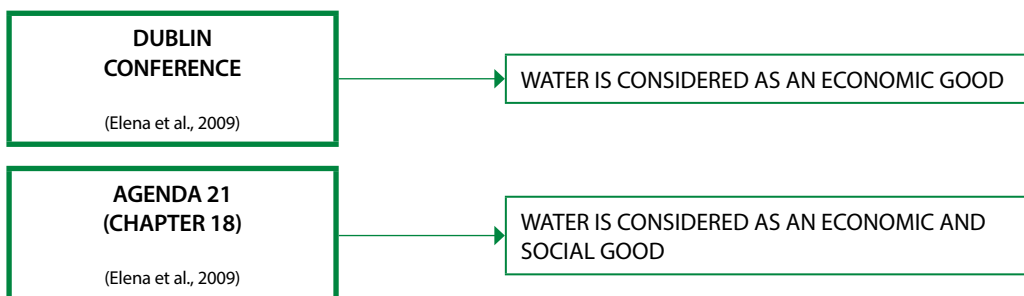 DUBLIN
CONFERENCE
(Elena et al., 2009)
WATER IS CONSIDERED AS AN ECONOMIC GOOD
AGENDA 21
(CHAPTER 18)
(Elena et al., 2009)
WATER IS CONSIDERED AS AN ECONOMIC AND
SOCIAL GOOD